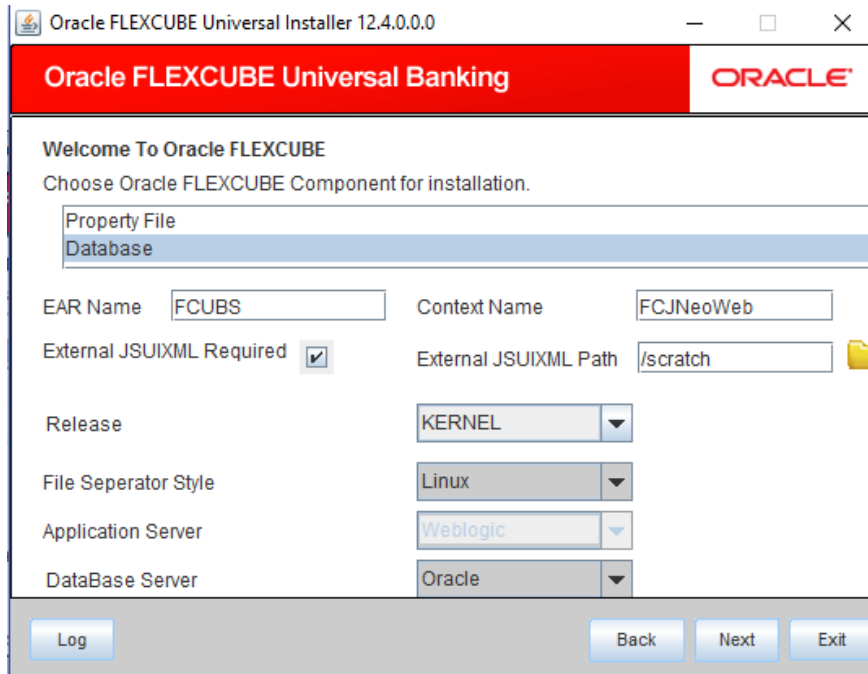 Oracle FLEXCUBE Universal Installer 12.4.0.0.0
Oracle FLEXCUBE Universal Banking ORACLE
Welcome To Oracle FLEXCUBE
Choose Oracle FLEXCUBE Component for installation.
Property File
Database
EAR Name FCUBS Context Name FCJNeoWeb
External JSUIXML Required External JSUIXML Path /scratch
Release KERNEL
File Seperator Style Linux
Application Server Weblogic
DataBase Server Oracle
Log Back Next Exit